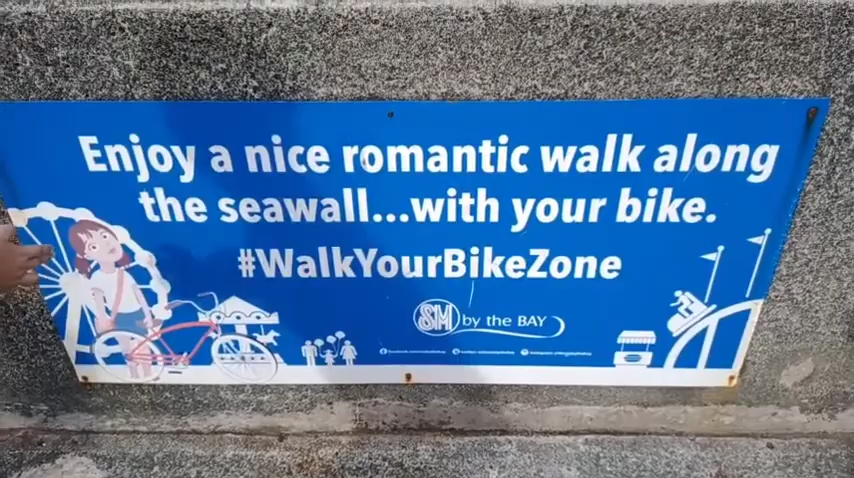 Enjoy a nice romantic walk along
the seawall...with your bike.
#WalkYourBikeZone
SM by the BAY